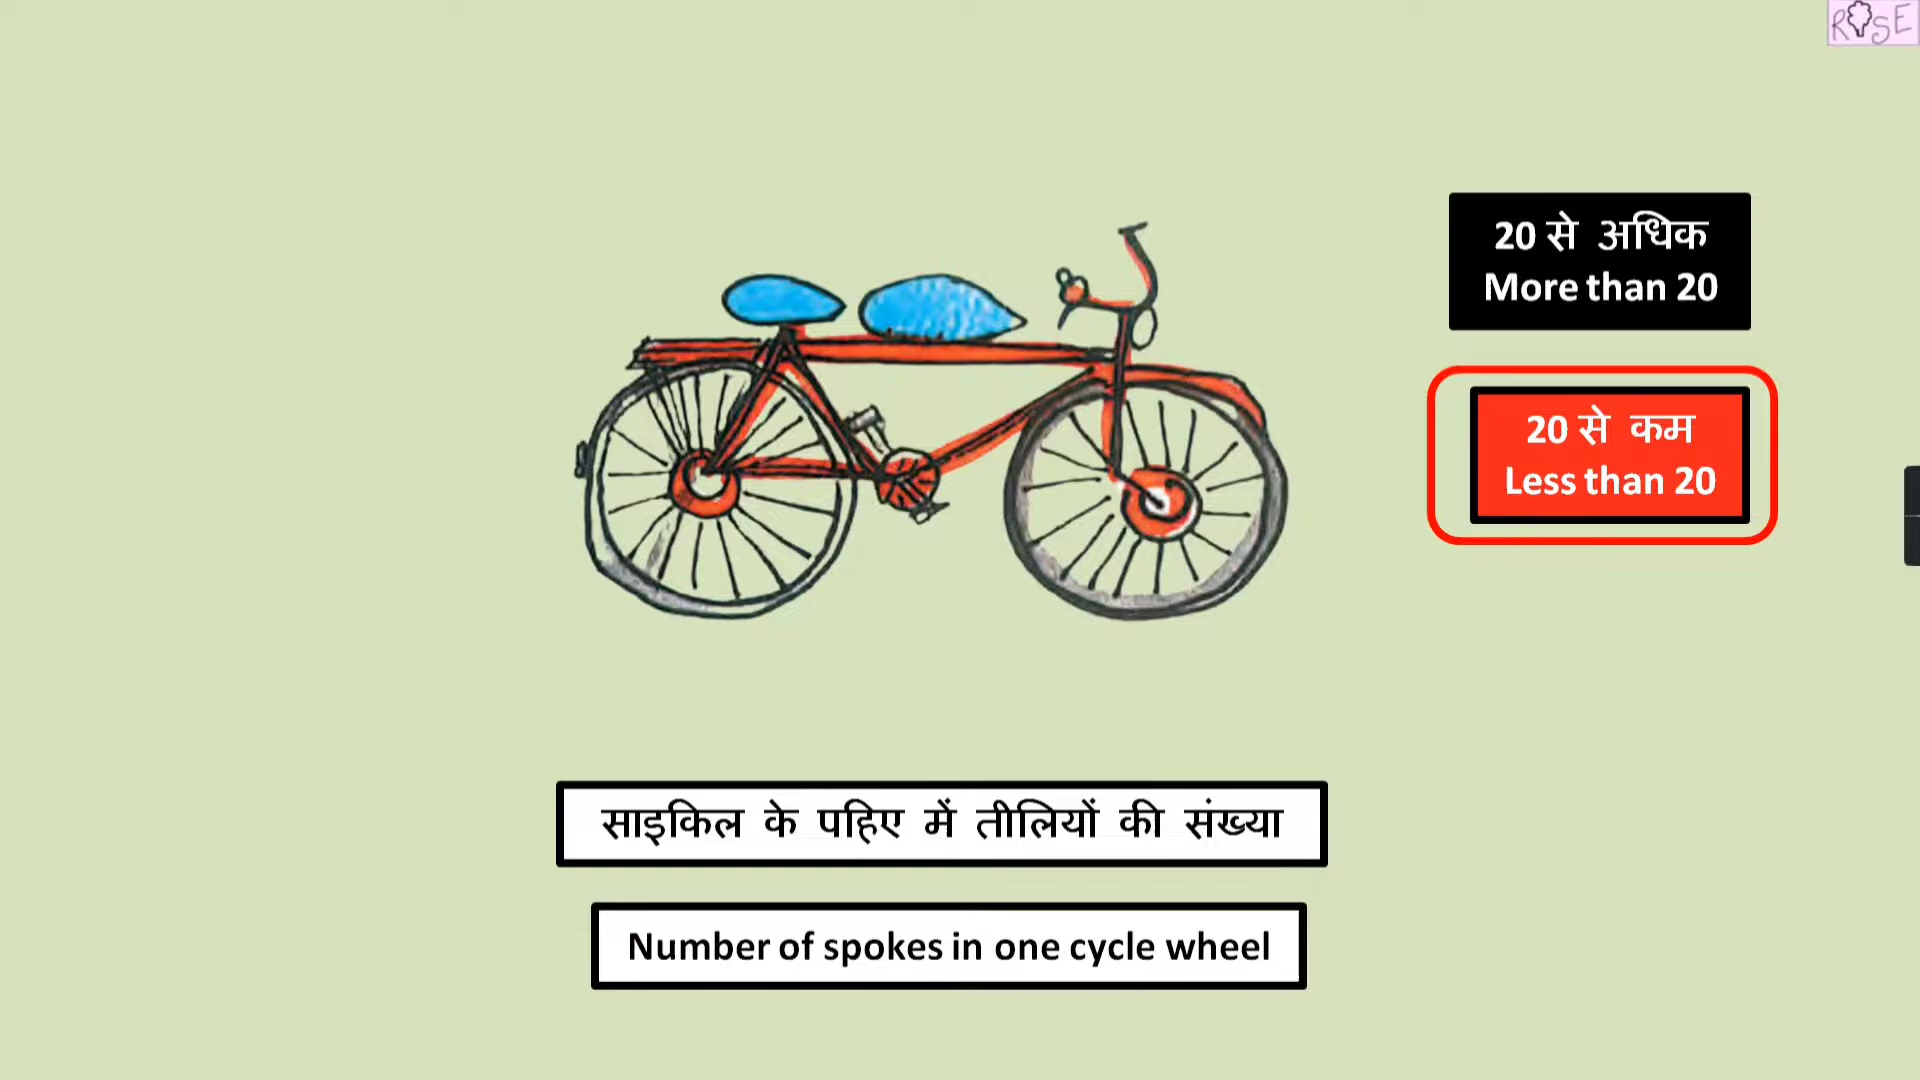 R SE
20 से अधिक
More than 20
20 से कम
Less than 20
साइकिल के पहिए में तीलियों की संख्या
Number of spokes in one cycle wheel